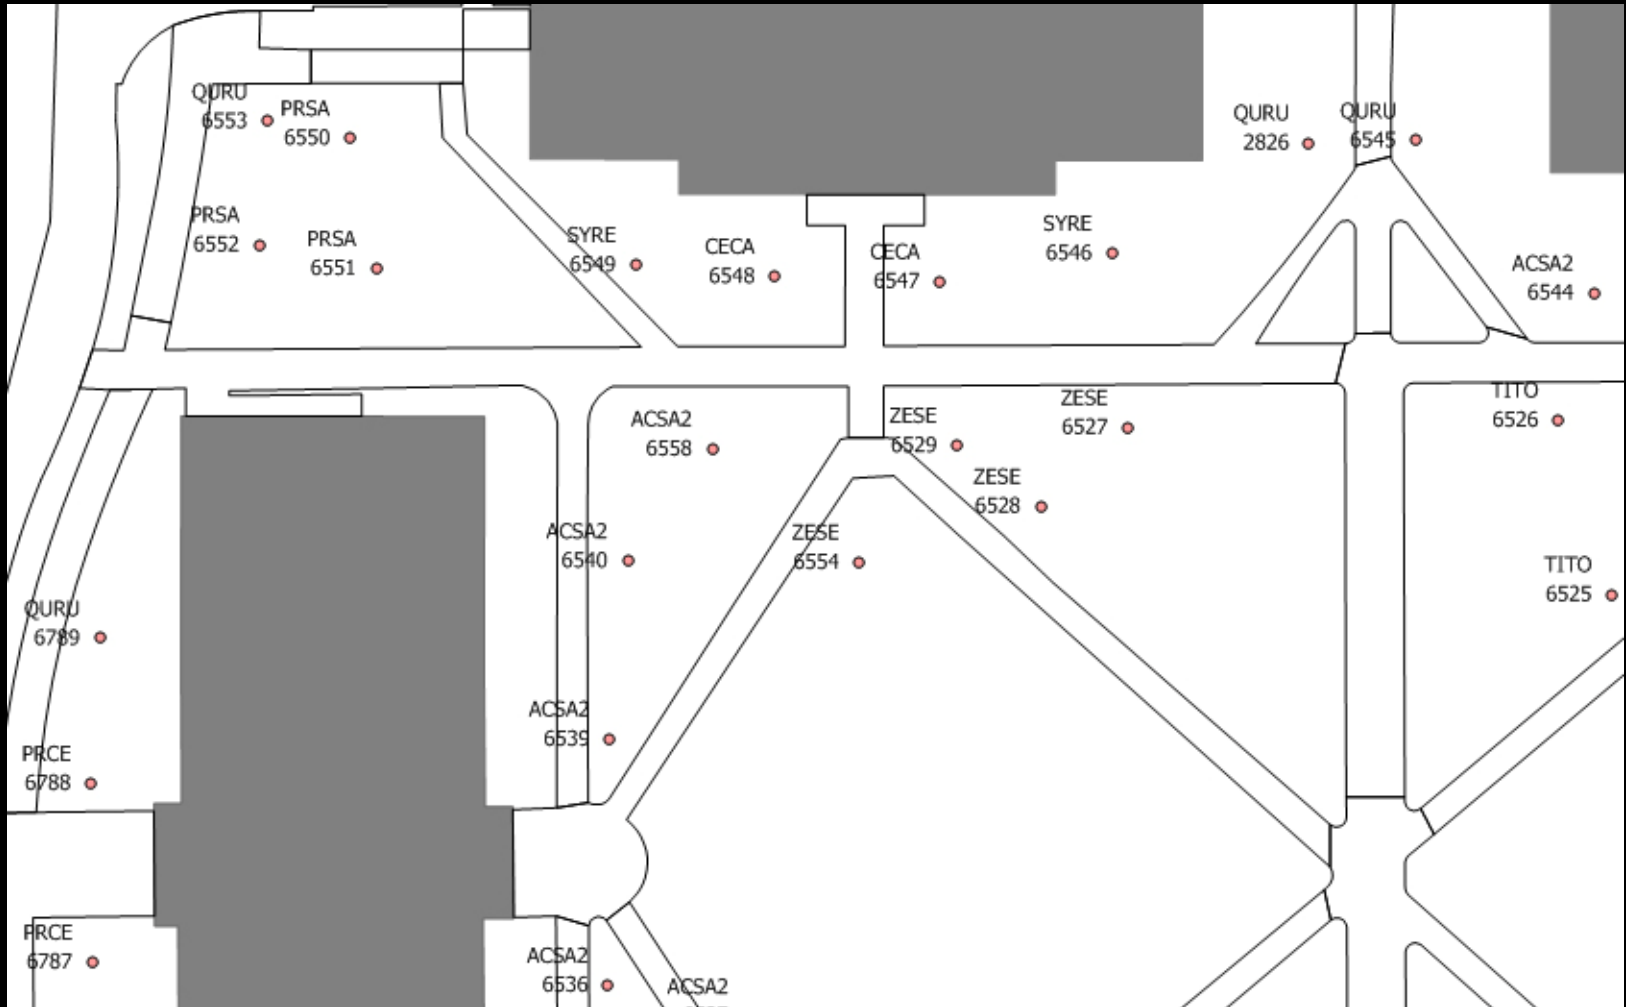 QURU
6553
PRSA
6550
QURU
2826
QURU
6545
PRSA
6552
PRSA
6551
SYRE
6549
CECA
6548
CECA
6547
SYRE
6546
ACSA2
6544
ACSA2
6558
ZESE
6529
ZESE
6527
TITO
6526
ZESE
6528
ACSA2
6540
ZESE
6554
TITO
6525
QURU
6789
ACSA2
6539
PRCE
6788
PRCE
6787
ACSA2
6536
ACSA2